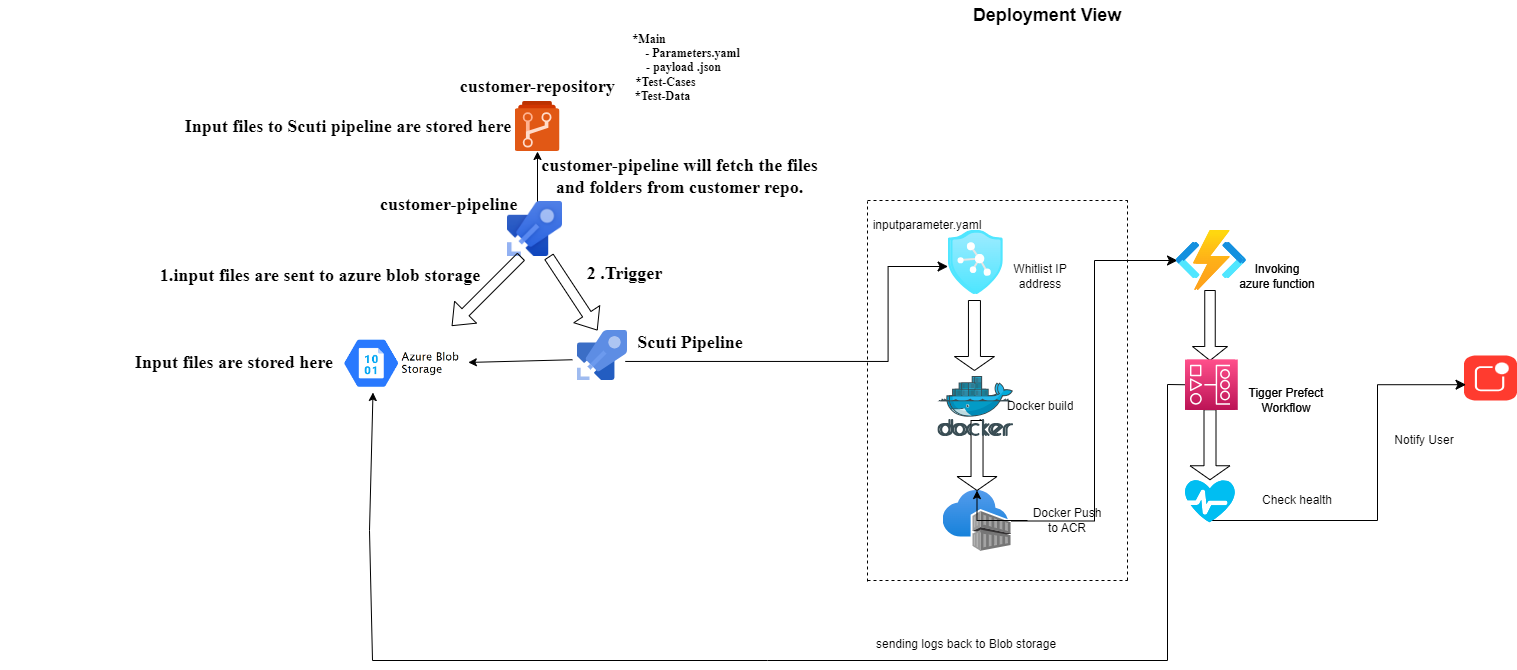 Deployment View
*Main
- Parameters.yaml
- payload .json
*Test-Cases
*Test-Data
customer-repository
Input files to Scuti pipeline are stored here
customer-pipeline will fetch the files
and folders from customer repo.
customer-pipeline
1.input files are sent to azure blob storage
2 .Trigger
Scuti Pipeline
Input files are stored here
10
01
Azure Blob
Storage
inputparameter.yaml
Whitlist IP
address
Docker build
docker
Docker Push
to ACR
Invoking
azure function
Tigger Prefect
Workflow
Check health
Notify User
sending logs back to Blob storage